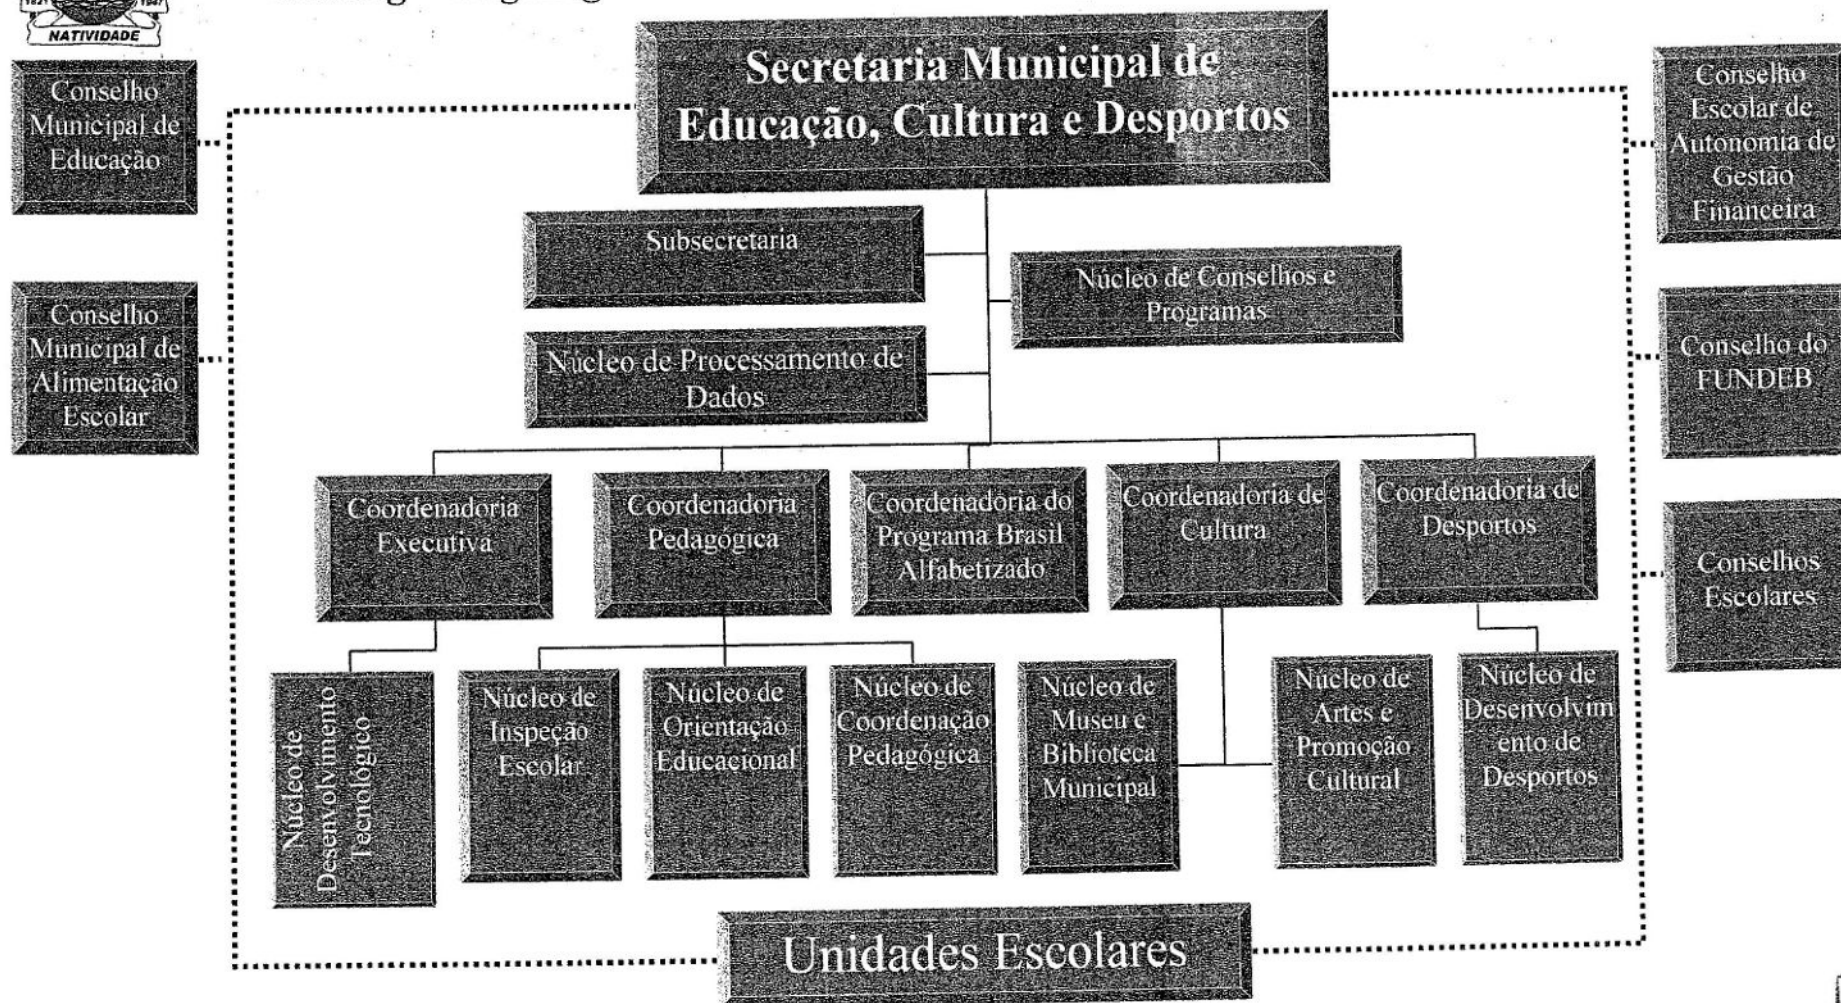 NATIVIDADE
Secretaria Municipal de
Educação, Cultura e Desportos
Conselho
Municipal de
Educação
Conselho
Escolar de
Autonomia de
Gestão
Financeira
Subsecretaria
Núcleo de Conselhos e
Programas
Conselho
Municipal de
Alimentação
Escolar
Núcleo de Processamento de
Dados
Conselho do
FUNDEB
Coordenadoria
Executiva
Coordenadoria
Pedagógica
Coordenadoria do
Programa Brasil
Alfabetizado
Coordenadoria de
Cultura
Coordenadoria de
Desportos
Conselhos
Escolares
Núcleo de
Desenvolvimento
Tecnológico
Núcleo de
Inspeção
Escolar
Núcleo de
Orientação
Educacional
Núcleo de
Coordenação
Pedagógica
Núcleo de
Museu e
Biblioteca
Municipal
Núcleo de
Artes e
Promoção
Cultural
Núcleo de
Desenvolvim
ento de
Desportos
Unidades Escolares